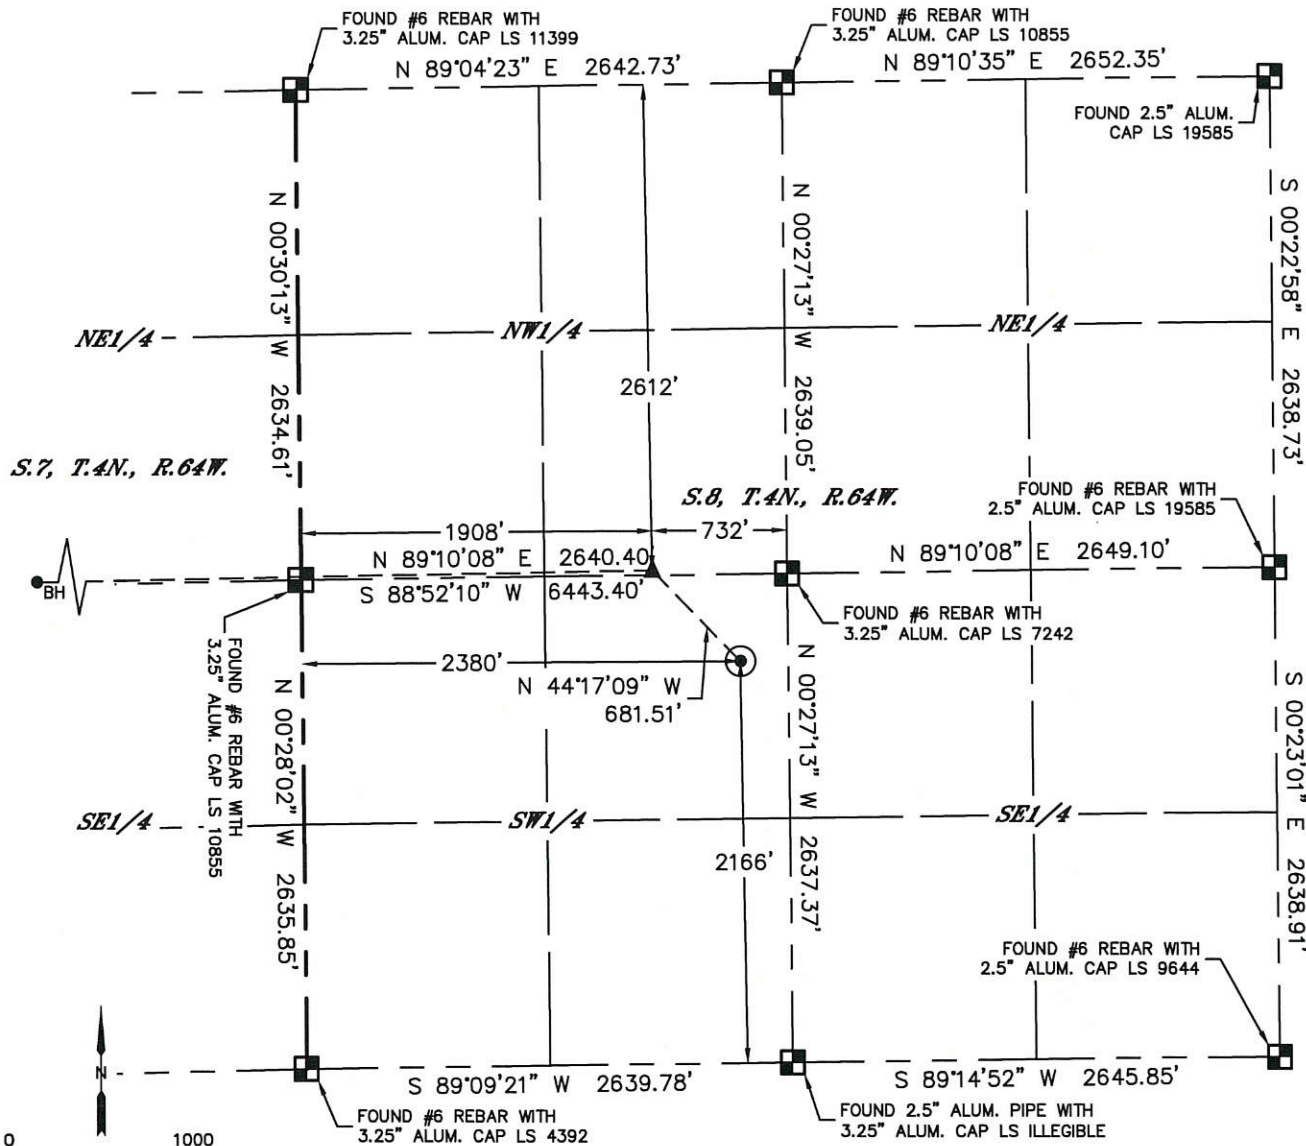 FOUND #6 REBAR WITH
3.25" ALUM. CAP LS 11399
FOUND #6 REBAR WITH
3.25" ALUM. CAP LS 10855
N 89°04'23" E 2642.73'
N 89°10'35" E 2652.35'
FOUND 2.5" ALUM.
CAP LS 19585
N 00°30'13" W 2634.61'
N 00°27'13" W 2639.05'
S 00°22'58" E 2638.73'
NE1/4
NW1/4
NE1/4
2612'
S.7, T.4N., R.64W.
S.8, T.4N., R.64W.
FOUND #6 REBAR WITH
2.5" ALUM. CAP LS 19585
1908'
732'
N 89°10'08" E 2640.40
N 89°10'08" E 2649.10'
BH
S 88°52'10" W 6443.40'
FOUND #6 REBAR WITH
3.25" ALUM. CAP LS 7242
FOUND #6 REBAR WITH
3.25" ALUM. CAP LS 10855
2380'
N 44°17'09" W
681.51'
N 00°28'02" W 2635.85'
N 00°27'13" W 2637.37'
S 00°23'01" E 2638.91'
SE1/4
SW1/4
SE1/4
2166'
FOUND #6 REBAR WITH
2.5" ALUM. CAP LS 9644
N
S 89°09'21" W 2639.78'
S 89°14'52" W 2645.85'
FOUND #6 REBAR WITH
3.25" ALUM. CAP LS 4392
FOUND 2.5" ALUM. PIPE WITH
3.25" ALUM. CAP LS ILLEGIBLE
0 1000